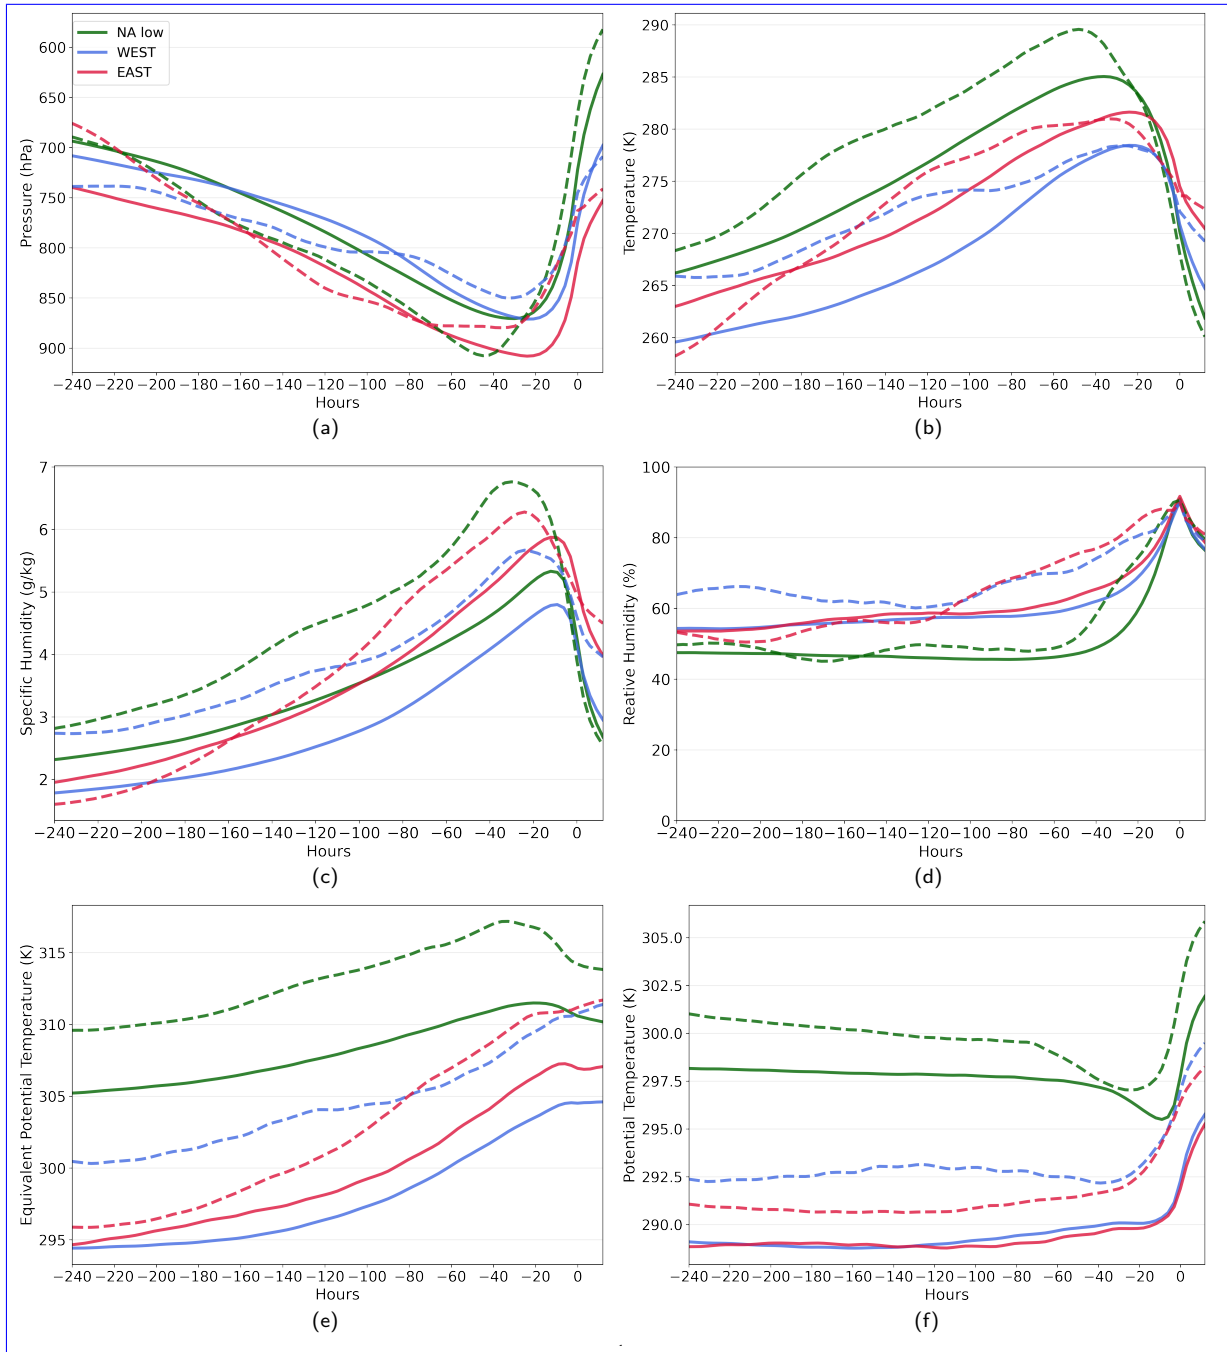 NA low
WEST
EAST
600
650
700
750
800
850
900
Pressure (hPa)
−240 −220 −200 −180 −160 −140 −120 −100 −80 −60 −40 −20 0
Hours
(a)
290
285
280
275
270
265
260
Temperature (K)
−240 −220 −200 −180 −160 −140 −120 −100 −80 −60 −40 −20 0
Hours
(b)
7
6
5
4
3
2
Specific Humidity (g/kg)
−240 −220 −200 −180 −160 −140 −120 −100 −80 −60 −40 −20 0
Hours
(c)
100
80
60
40
20
0
Reative Humidity (%)
−240 −220 −200 −180 −160 −140 −120 −100 −80 −60 −40 −20 0
Hours
(d)
315
310
305
300
295
Equivalent Potential Temperature (K)
−240 −220 −200 −180 −160 −140 −120 −100 −80 −60 −40 −20 0
Hours
(e)
305.0
302.5
300.0
297.5
295.0
292.5
290.0
Potential Temperature (K)
−240 −220 −200 −180 −160 −140 −120 −100 −80 −60 −40 −20 0
Hours
(f)